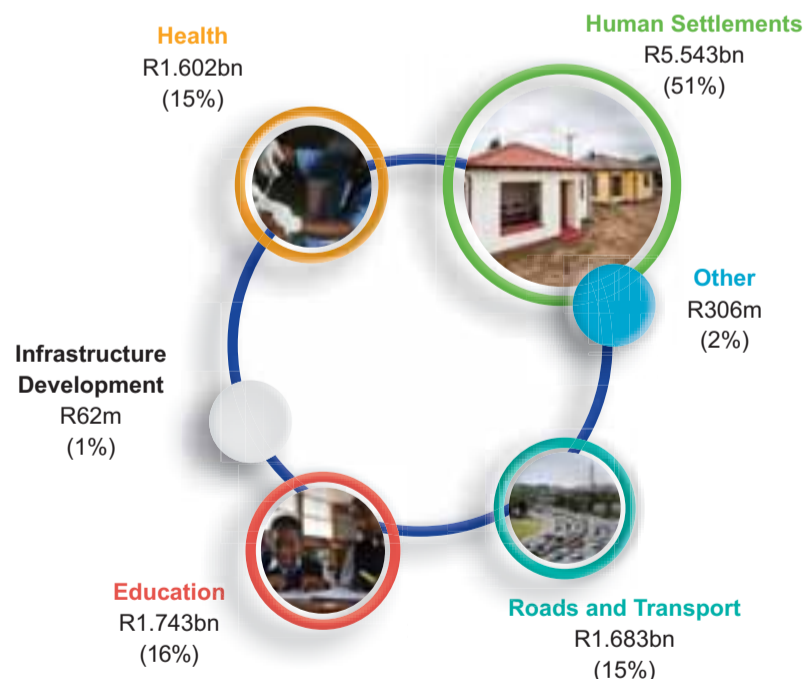 Health
R1.602bn
(15%)
Human Settlements
R5.543bn
(51%)
Other
R306m
(2%)
Infrastructure
Development
R62m
(1%)
Education
R1.743bn
(16%)
Roads and Transport
R1.683bn
(15%)